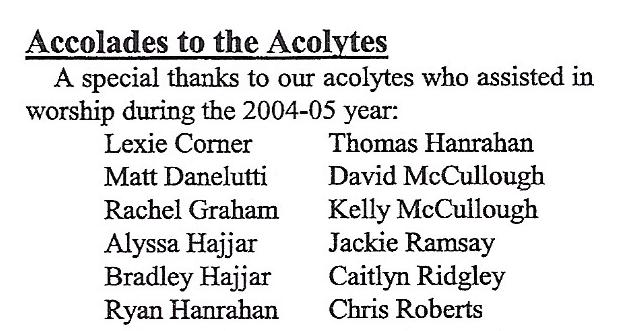 Accolades to the Acolytes
A special thanks to our acolytes who assisted in
worship during the 2004-05 year:
Lexie Corner
Matt Danelutti
Rachel Graham
Alyssa Hajjar
Bradley Hajjar
Ryan Hanrahan
Thomas Hanrahan
David McCullough
Kelly McCullough
Jackie Ramsay
Caitlyn Ridgley
Chris Roberts